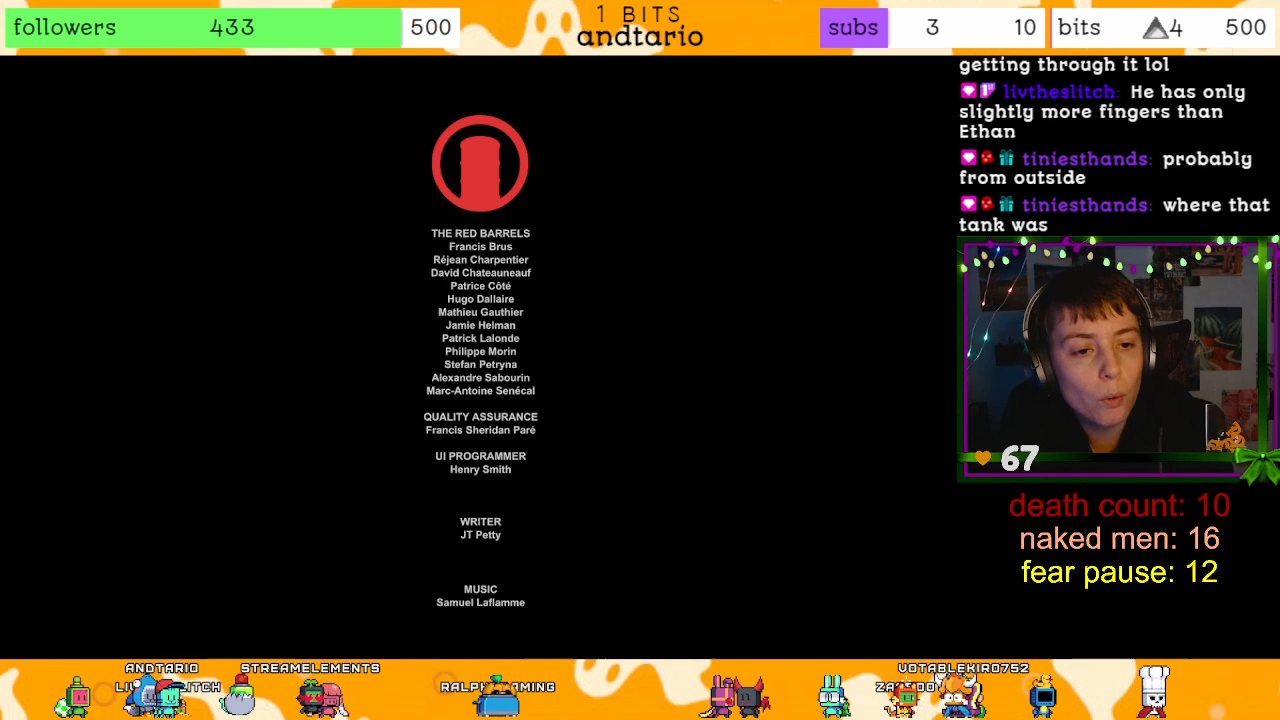 followers 433 500
1 BITS
andtario
subs 3 10
bits 4 500
getting through it lol
livtheslitch: He has only
slightly more fingers than
Ethan
tiniesthands: probably
from outside
tiniesthands: where that
tank was
THE RED BARRELS
Francis Brus
Réjean Charpentier
David Chateauneuf
Patrice Côté
Hugo Dallaire
Mathieu Gauthier
Jamie Helman
Patrick Lalonde
Philippe Morin
Stefan Petryna
Alexandre Sabourin
Marc-Antoine Senécal
QUALITY ASSURANCE
Francis Sheridan Paré
UI PROGRAMMER
Henry Smith
WRITER
JT Petty
MUSIC
Samuel Laflamme
67
death count: 10
naked men: 16
fear pause: 12
ANDTARIO
STREAMELEMENTS
VOTABLEKIRO752